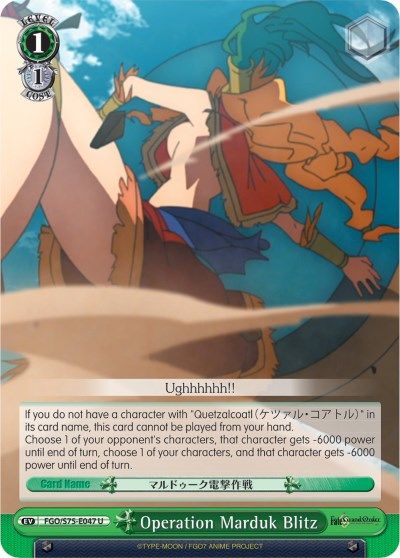 LEVEL
1
1
COST
Ughhhhhh!!
If you do not have a character with "Quetzalcoatl(ケツァル・コアトル)" in
its card name, this card cannot be played from your hand.
Choose 1 of your opponent's characters, that character gets -6000 power
until end of turn, choose 1 of your characters, and that character gets
-6000 power until end of turn.
Card Name マルドゥーク電撃作戦
EV FGO/S75-E047 U Operation Marduk Blitz Fate/Grand Order
©TYPE-MOON / FGO7 ANIME PROJECT